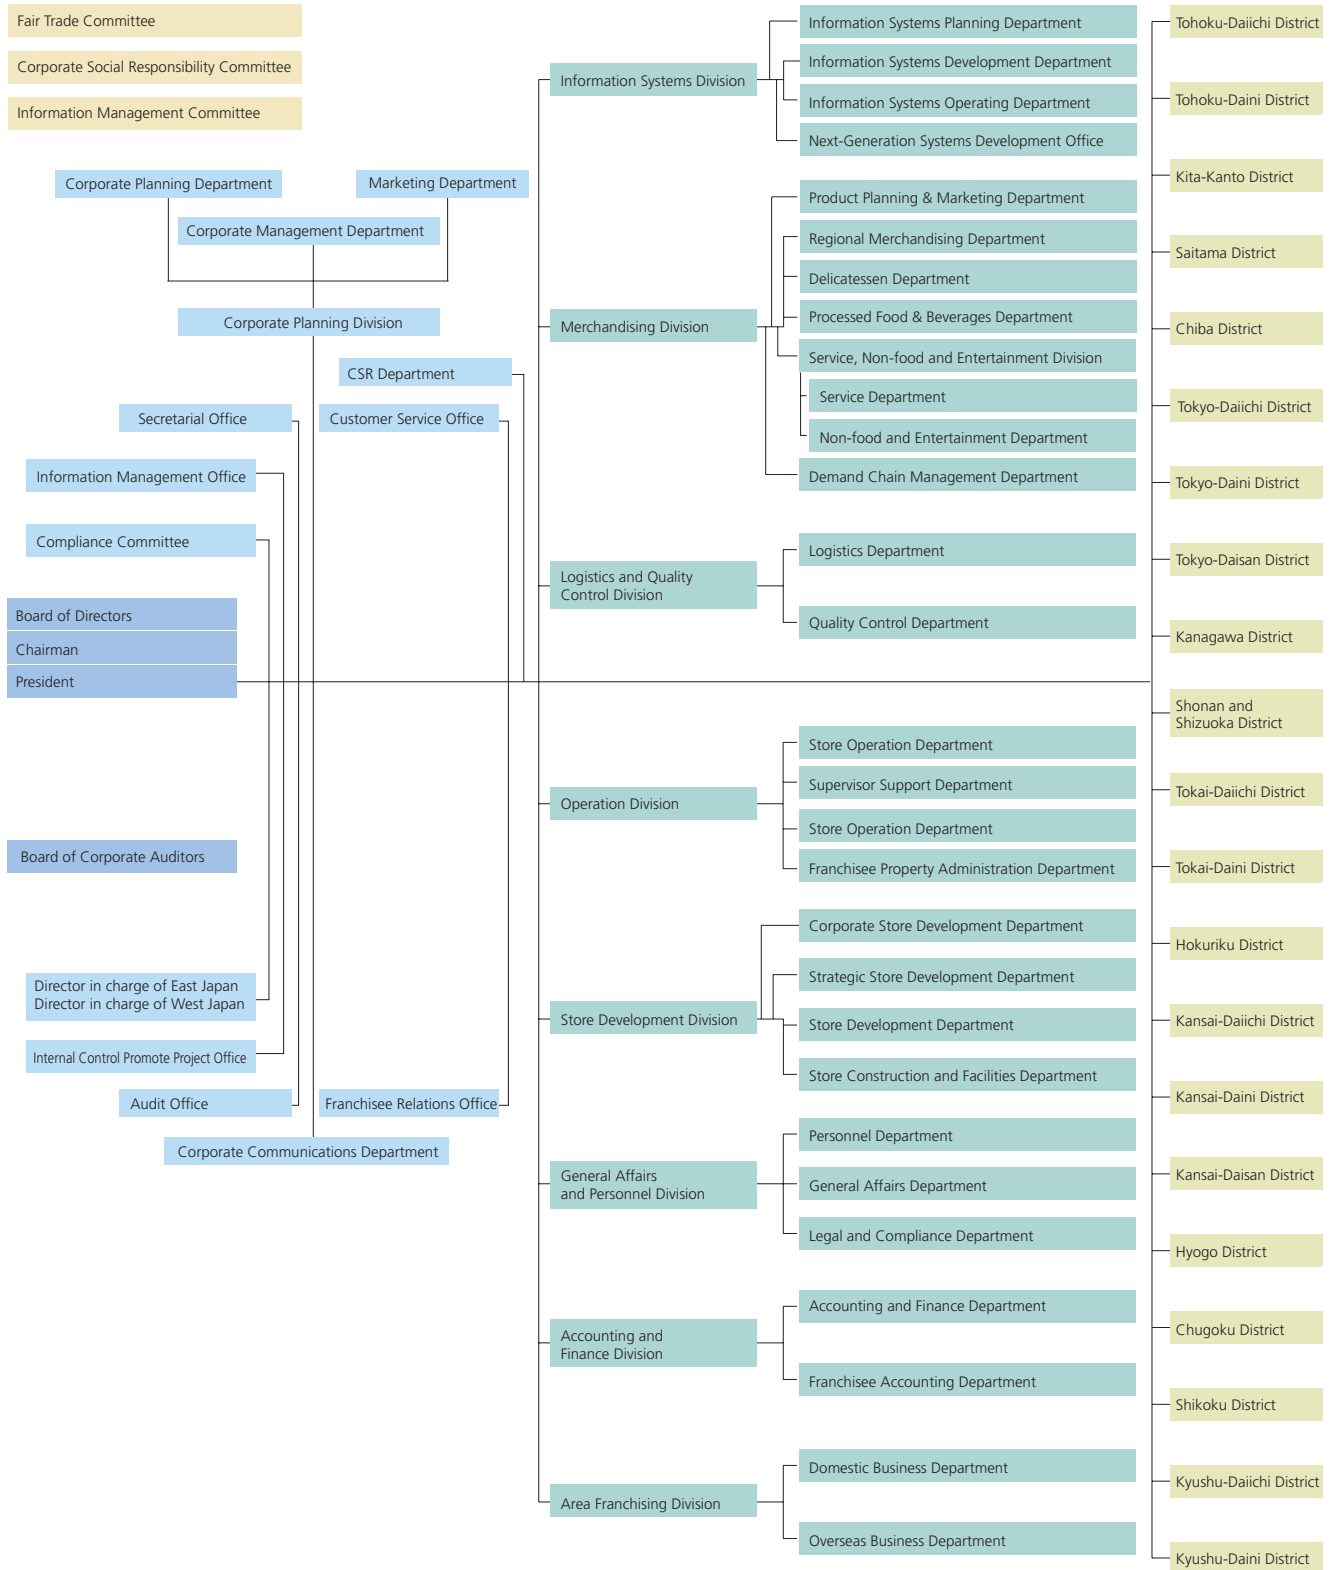 Fair Trade Committee
Corporate Social Responsibility Committee
Information Management Committee
Corporate Planning Department
Marketing Department
Corporate Management Department
Corporate Planning Division
CSR Department
Secretarial Office
Customer Service Office
Information Management Office
Compliance Committee
Board of Directors
Chairman
President
Board of Corporate Auditors
Director in charge of East Japan
Director in charge of West Japan
Internal Control Promote Project Office
Audit Office
Franchisee Relations Office
Corporate Communications Department
Information Systems Division
Information Systems Planning Department
Information Systems Development Department
Information Systems Operating Department
Next-Generation Systems Development Office
Merchandising Division
Product Planning & Marketing Department
Regional Merchandising Department
Delicatessen Department
Processed Food & Beverages Department
Service, Non-food and Entertainment Division
Service Department
Non-food and Entertainment Department
Demand Chain Management Department
Logistics and Quality
Control Division
Logistics Department
Quality Control Department
Operation Division
Store Operation Department
Supervisor Support Department
Store Operation Department
Franchisee Property Administration Department
Store Development Division
Corporate Store Development Department
Strategic Store Development Department
Store Development Department
Store Construction and Facilities Department
General Affairs
and Personnel Division
Personnel Department
General Affairs Department
Legal and Compliance Department
Accounting and
Finance Division
Accounting and Finance Department
Franchisee Accounting Department
Area Franchising Division
Domestic Business Department
Overseas Business Department
Tohoku-Daiichi District
Tohoku-Daini District
Kita-Kanto District
Saitama District
Chiba District
Tokyo-Daiichi District
Tokyo-Daini District
Tokyo-Daisan District
Kanagawa District
Shonan and
Shizuoka District
Tokai-Daiichi District
Tokai-Daini District
Hokuriku District
Kansai-Daiichi District
Kansai-Daini District
Kansai-Daisan District
Hyogo District
Chugoku District
Shikoku District
Kyushu-Daiichi District
Kyushu-Daini District